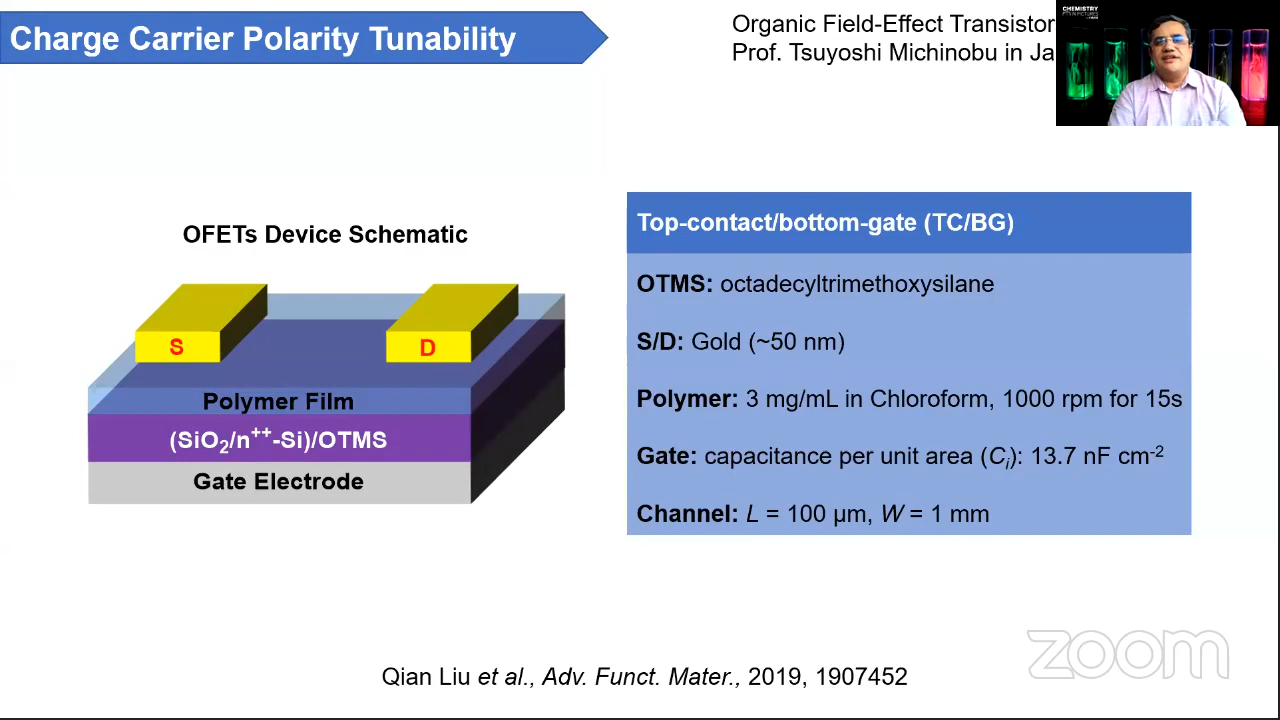 Charge Carrier Polarity Tunability
Organic Field-Effect Transistor
Prof. Tsuyoshi Michinobu in Ja
CHEMISTRY
IN PICTURES
OFETs Device Schematic
S
D
Polymer Film
(SiO₂/n⁺⁺-Si)/OTMS
Gate Electrode
Top-contact/bottom-gate (TC/BG)
OTMS: octadecyltrimethoxysilane
S/D: Gold (~50 nm)
Polymer: 3 mg/mL in Chloroform, 1000 rpm for 15s
Gate: capacitance per unit area (Cᵢ): 13.7 nF cm⁻²
Channel: L = 100 μm, W = 1 mm
Qian Liu et al., Adv. Funct. Mater., 2019, 1907452
zoom